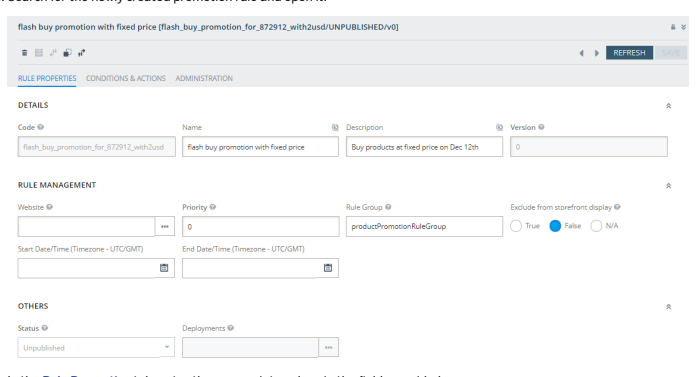 flash buy promotion with fixed price [flash_buy_promotion_for_872912_with2usd/UNPUBLISHED/v0]
REFRESH SAVE
RULE PROPERTIES CONDITIONS & ACTIONS ADMINISTRATION
DETAILS
Code Name Description Version
flash_buy_promotion_for_872912_with2usd flash buy promotion with fixed price Buy products at fixed price on Dec 12th 0
RULE MANAGEMENT
Website Priority Rule Group Exclude from storefront display
0 productPromotionRuleGroup True False N/A
Start Date/Time (Timezone - UTC/GMT) End Date/Time (Timezone - UTC/GMT)
OTHERS
Status Deployments
Unpublished